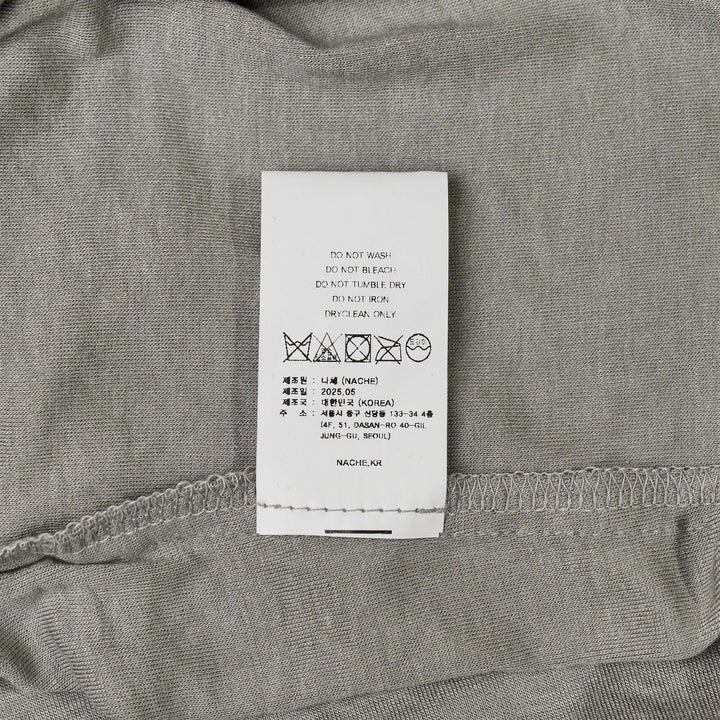 DO NOT WASH
DO NOT BLEACH
DO NOT TUMBLE DRY
DO NOT IRON
DRYCLEAN ONLY
제조원 : 나체 (NACHE)
제조일 : 2025.05
제조국 : 대한민국 (KOREA)
주 소 : 서울시 중구 신당동 133-34 4층
(4F, 51, DASAN-RO 40-GIL
JUNG-GU, SEOUL)
NACHE.KR